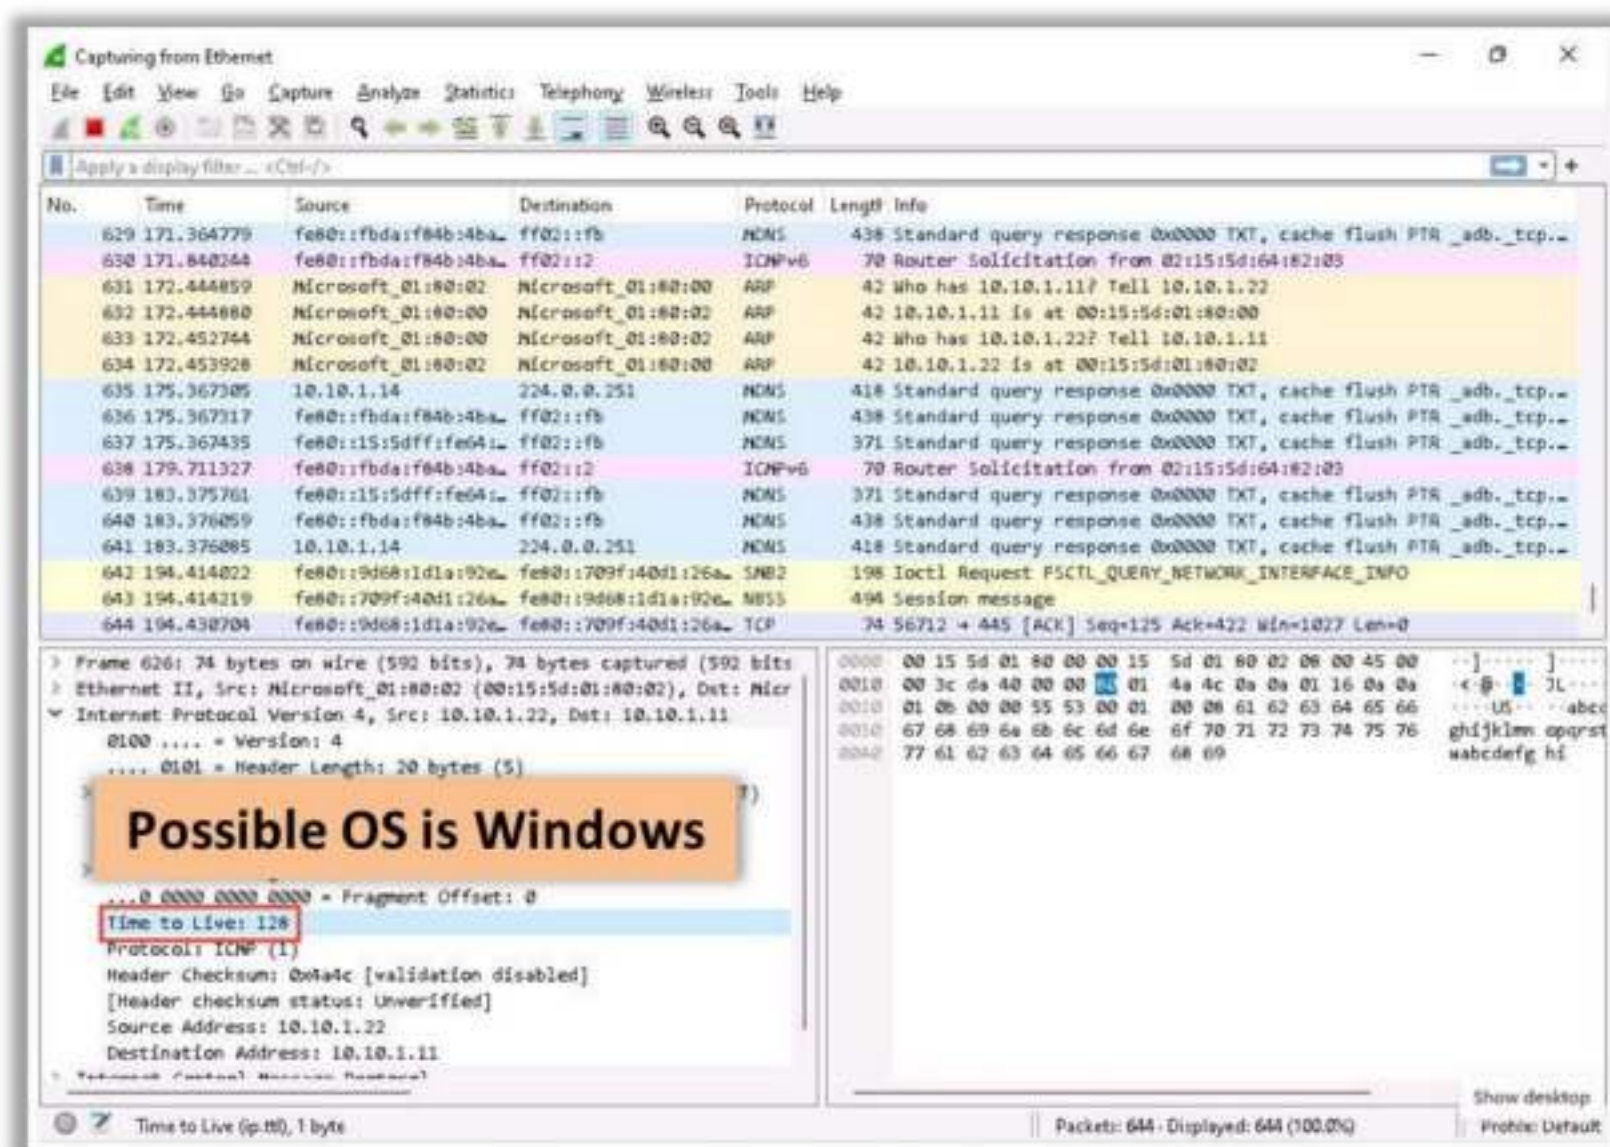 Capturing from Ethernet
File Edit View Go Capture Analyze Statistics Telephony Wireless Tools Help
Apply a display filter ... <Ctrl-/>
No. Time Source Destination Protocol Length Info
629 171.364779 fe80::fbda:f84b:4ba… ff02::fb MDNS 438 Standard query response 0x0000 TXT, cache flush PTR _adb._tcp.…
630 171.840244 fe80::fbda:f84b:4ba… ff02::2 ICMPv6 70 Router Solicitation from 02:15:5d:64:82:03
631 172.444859 Microsoft_01:80:02 Microsoft_01:80:00 ARP 42 Who has 10.10.1.11? Tell 10.10.1.22
632 172.444880 Microsoft_01:80:00 Microsoft_01:80:02 ARP 42 10.10.1.11 is at 00:15:5d:01:80:00
633 172.452744 Microsoft_01:80:00 Microsoft_01:80:02 ARP 42 Who has 10.10.1.22? Tell 10.10.1.11
634 172.453928 Microsoft_01:80:02 Microsoft_01:80:00 ARP 42 10.10.1.22 is at 00:15:5d:01:80:02
635 175.367305 10.10.1.14 224.0.0.251 MDNS 418 Standard query response 0x0000 TXT, cache flush PTR _adb._tcp.…
636 175.367317 fe80::fbda:f84b:4ba… ff02::fb MDNS 438 Standard query response 0x0000 TXT, cache flush PTR _adb._tcp.…
637 175.367435 fe80::15:5dff:fe64:… ff02::fb MDNS 371 Standard query response 0x0000 TXT, cache flush PTR _adb._tcp.…
638 179.711327 fe80::fbda:f84b:4ba… ff02::2 ICMPv6 70 Router Solicitation from 02:15:5d:64:82:03
639 183.375761 fe80::15:5dff:fe64:… ff02::fb MDNS 371 Standard query response 0x0000 TXT, cache flush PTR _adb._tcp.…
640 183.376059 fe80::fbda:f84b:4ba… ff02::fb MDNS 438 Standard query response 0x0000 TXT, cache flush PTR _adb._tcp.…
641 183.376085 10.10.1.14 224.0.0.251 MDNS 418 Standard query response 0x0000 TXT, cache flush PTR _adb._tcp.…
642 194.414022 fe80::9d68:1d1a:92e… fe80::709f:40d1:26a… SMB2 198 Ioctl Request FSCTL_QUERY_NETWORK_INTERFACE_INFO
643 194.414219 fe80::709f:40d1:26a… fe80::9d68:1d1a:92e… NBSS 494 Session message
644 194.430704 fe80::9d68:1d1a:92e… fe80::709f:40d1:26a… TCP 74 56712 → 445 [ACK] Seq=125 Ack=422 Win=1027 Len=0
Frame 626: 74 bytes on wire (592 bits), 74 bytes captured (592 bits
Ethernet II, Src: Microsoft_01:80:02 (00:15:5d:01:80:02), Dst: Micr
Internet Protocol Version 4, Src: 10.10.1.22, Dst: 10.10.1.11
0100 .... = Version: 4
.... 0101 = Header Length: 20 bytes (5)
Possible OS is Windows
...0 0000 0000 0000 = Fragment Offset: 0
Time to Live: 128
Protocol: ICMP (1)
Header Checksum: 0x4a4c [validation disabled]
[Header checksum status: Unverified]
Source Address: 10.10.1.22
Destination Address: 10.10.1.11
0000 00 15 5d 01 80 00 00 15 5d 01 80 02 08 00 45 00 ··]····· ]·····
0010 00 3c da 40 00 00 80 01 4a 4c 0a 0a 01 16 0a 0a ·<·@···· JL····
01 0b 00 00 55 53 00 01 00 08 61 62 63 64 65 66 ····US·· ··abc
67 68 69 6a 6b 6c 6d 6e 6f 70 71 72 73 74 75 76 ghijklmn opqrst
0040 77 61 62 63 64 65 66 67 68 69 wabcdefg hi
Show desktop
Time to Live (ip.ttl), 1 byte Packets: 644 · Displayed: 644 (100.0%) Profile: Default